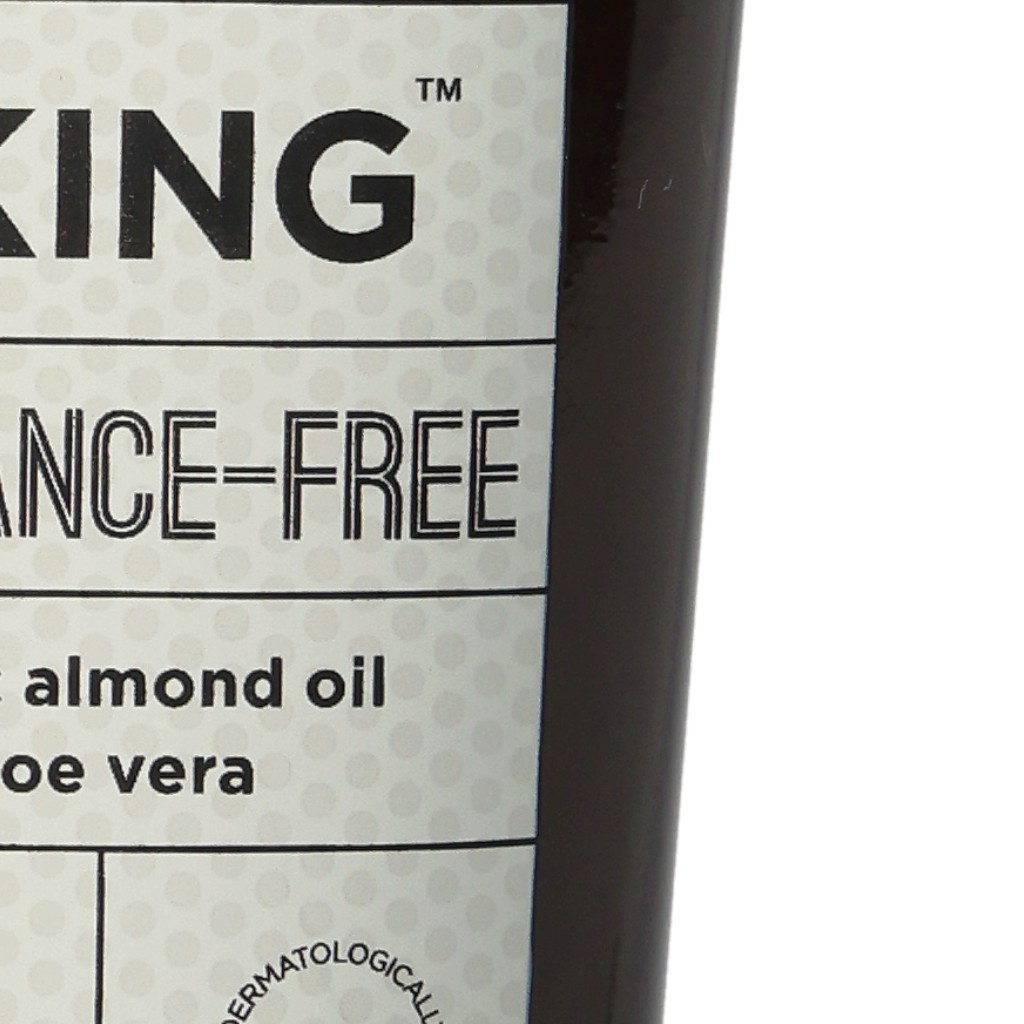 KING™
ANCE-FREE
almond oil
oe vera
DERMATOLOGICALL